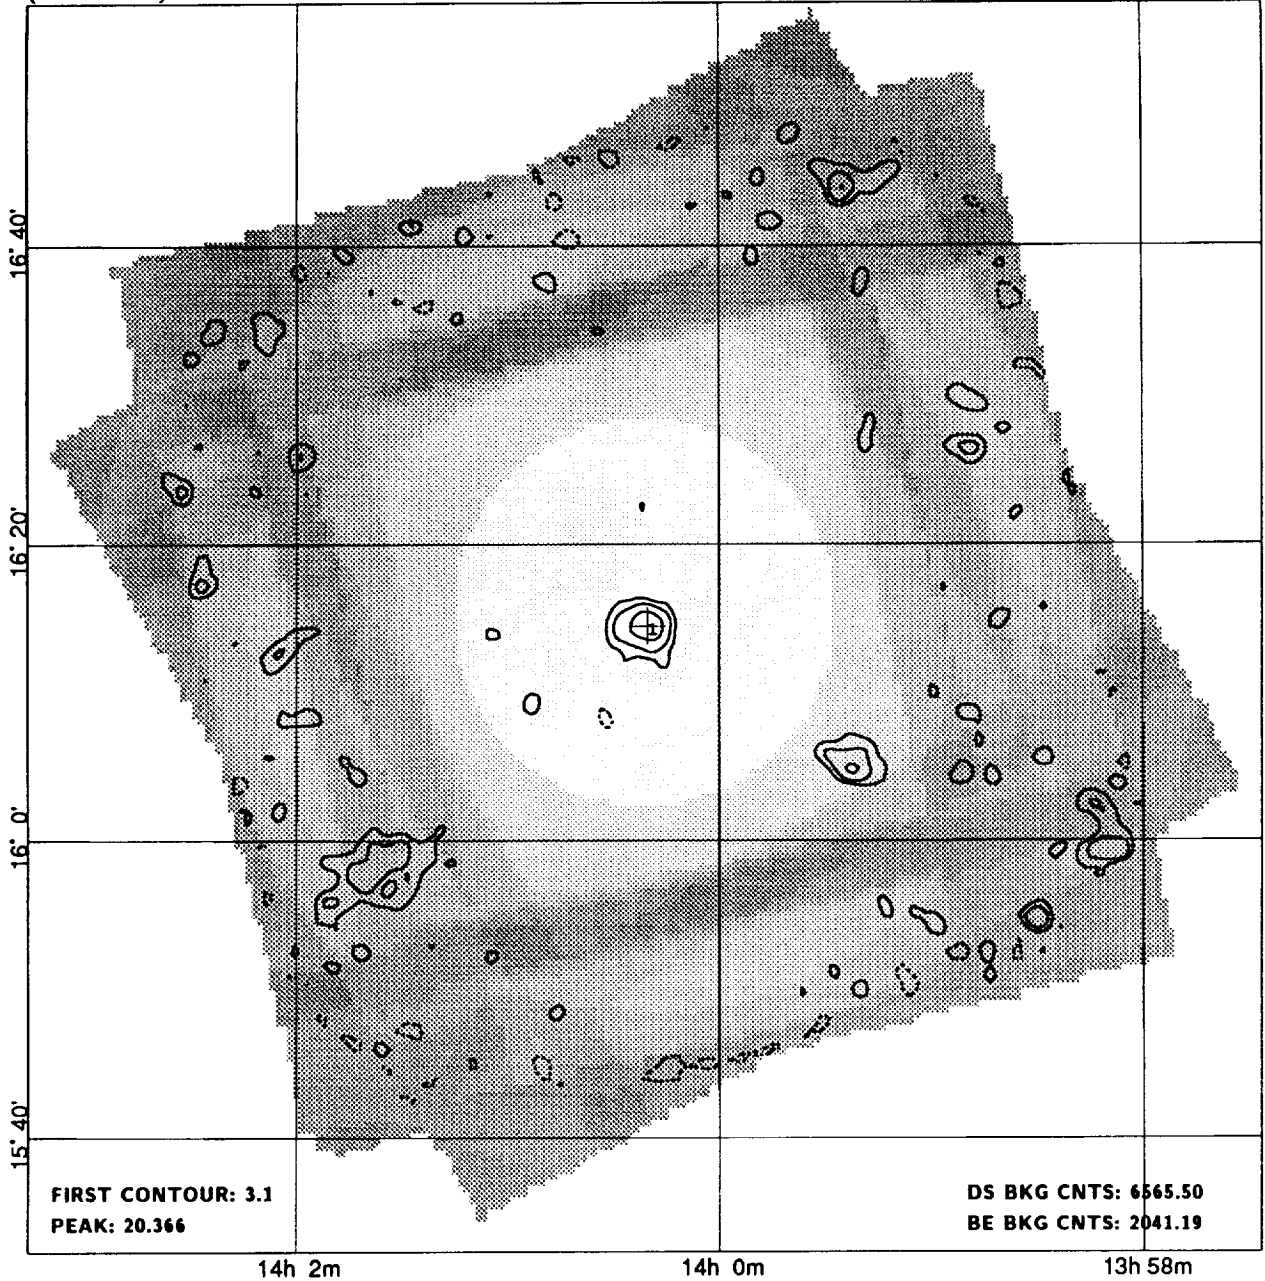 16° 40'
16° 20'
1
16° 0'
15° 40'
FIRST CONTOUR: 3.1
DS BKG CNTS: 6565.50
PEAK: 20.366
BE BKG CNTS: 2041.19
14h 2m
14h 0m
13h 58m